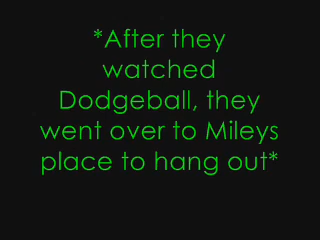 *After they
watched
Dodgeball, they
went over to Mileys
place to hang out*